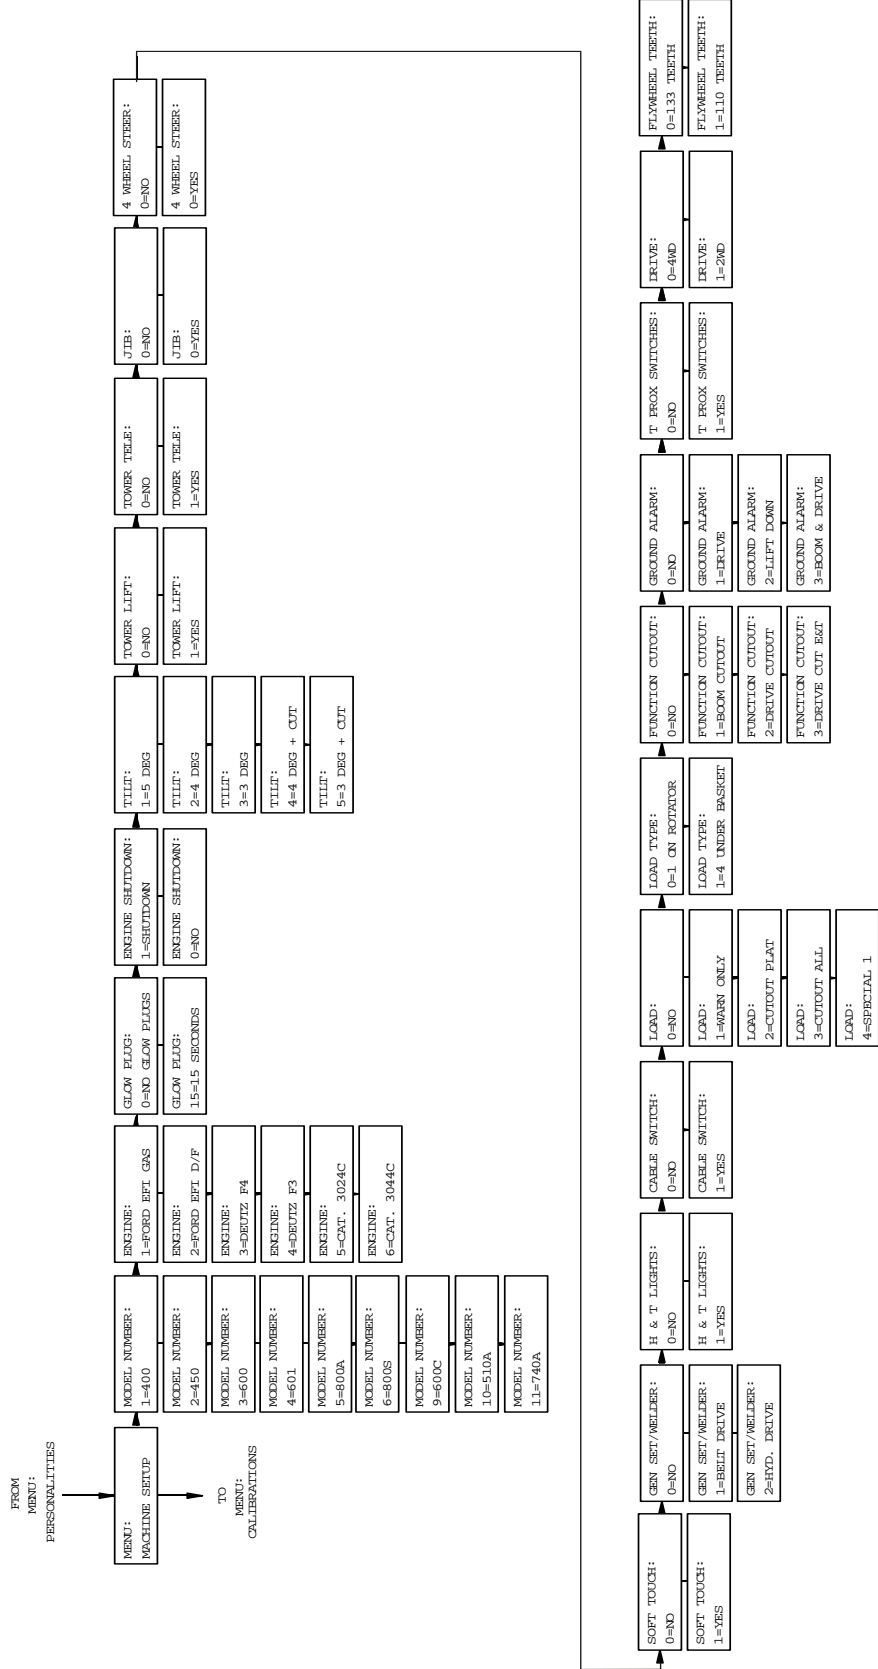 FROM
MENU:
PERSONALITIES
MENU:
MACHINE SETUP
TO
MENU:
CALIBRATIONS
MODEL NUMBER:
1=400
MODEL NUMBER:
2=450
MODEL NUMBER:
3=600
MODEL NUMBER:
4=601
MODEL NUMBER:
5=800A
MODEL NUMBER:
6=800S
MODEL NUMBER:
9=600C
MODEL NUMBER:
10=510A
MODEL NUMBER:
11=740A
ENGINE:
1=FORD EFI GAS
ENGINE:
2=FORD EFI D/F
ENGINE:
3=DEUTZ F4
ENGINE:
4=DEUTZ F3
ENGINE:
5=CAT. 3024C
ENGINE:
6=CAT. 3044C
GLOW PLUG:
0=NO GLOW PLUGS
GLOW PLUG:
15=15 SECONDS
ENGINE SHUTDOWN:
1=SHUTDOWN
ENGINE SHUTDOWN:
0=NO
TILT:
1=5 DEG
TILT:
2=4 DEG
TILT:
3=3 DEG
TILT:
4=4 DEG + CUT
TILT:
5=3 DEG + CUT
TOWER LIFT:
0=NO
TOWER LIFT:
1=YES
TOWER TELE:
0=NO
TOWER TELE:
1=YES
JIB:
0=NO
JIB:
0=YES
4 WHEEL STEER:
0=NO
4 WHEEL STEER:
0=YES
SOFT TOUCH:
0=NO
SOFT TOUCH:
1=YES
GEN SET/WELDER:
0=NO
GEN SET/WELDER:
1=BELT DRIVE
GEN SET/WELDER:
2=HYD. DRIVE
H & T LIGHTS:
0=NO
H & T LIGHTS:
1=YES
CABLE SWITCH:
0=NO
CABLE SWITCH:
1=YES
LOAD:
0=NO
LOAD:
1=WARN ONLY
LOAD:
2=CUTOUT PLAT
LOAD:
3=CUTOUT ALL
LOAD:
4=SPECIAL 1
LOAD TYPE:
0=1 ON ROTATOR
LOAD TYPE:
1=4 UNDER BASKET
FUNCTION CUTOUT:
0=NO
FUNCTION CUTOUT:
1=BOOM CUTOUT
FUNCTION CUTOUT:
2=DRIVE CUTOUT
FUNCTION CUTOUT:
3=DRIVE CUT E&T
GROUND ALARM:
0=NO
GROUND ALARM:
1=DRIVE
GROUND ALARM:
2=LIFT DOWN
GROUND ALARM:
3=BOOM & DRIVE
T PROX SWITCHES:
0=NO
T PROX SWITCHES:
1=YES
DRIVE:
0=4WD
DRIVE:
1=2WD
FLYWHEEL TEETH:
0=133 TEETH
FLYWHEEL TEETH:
1=110 TEETH